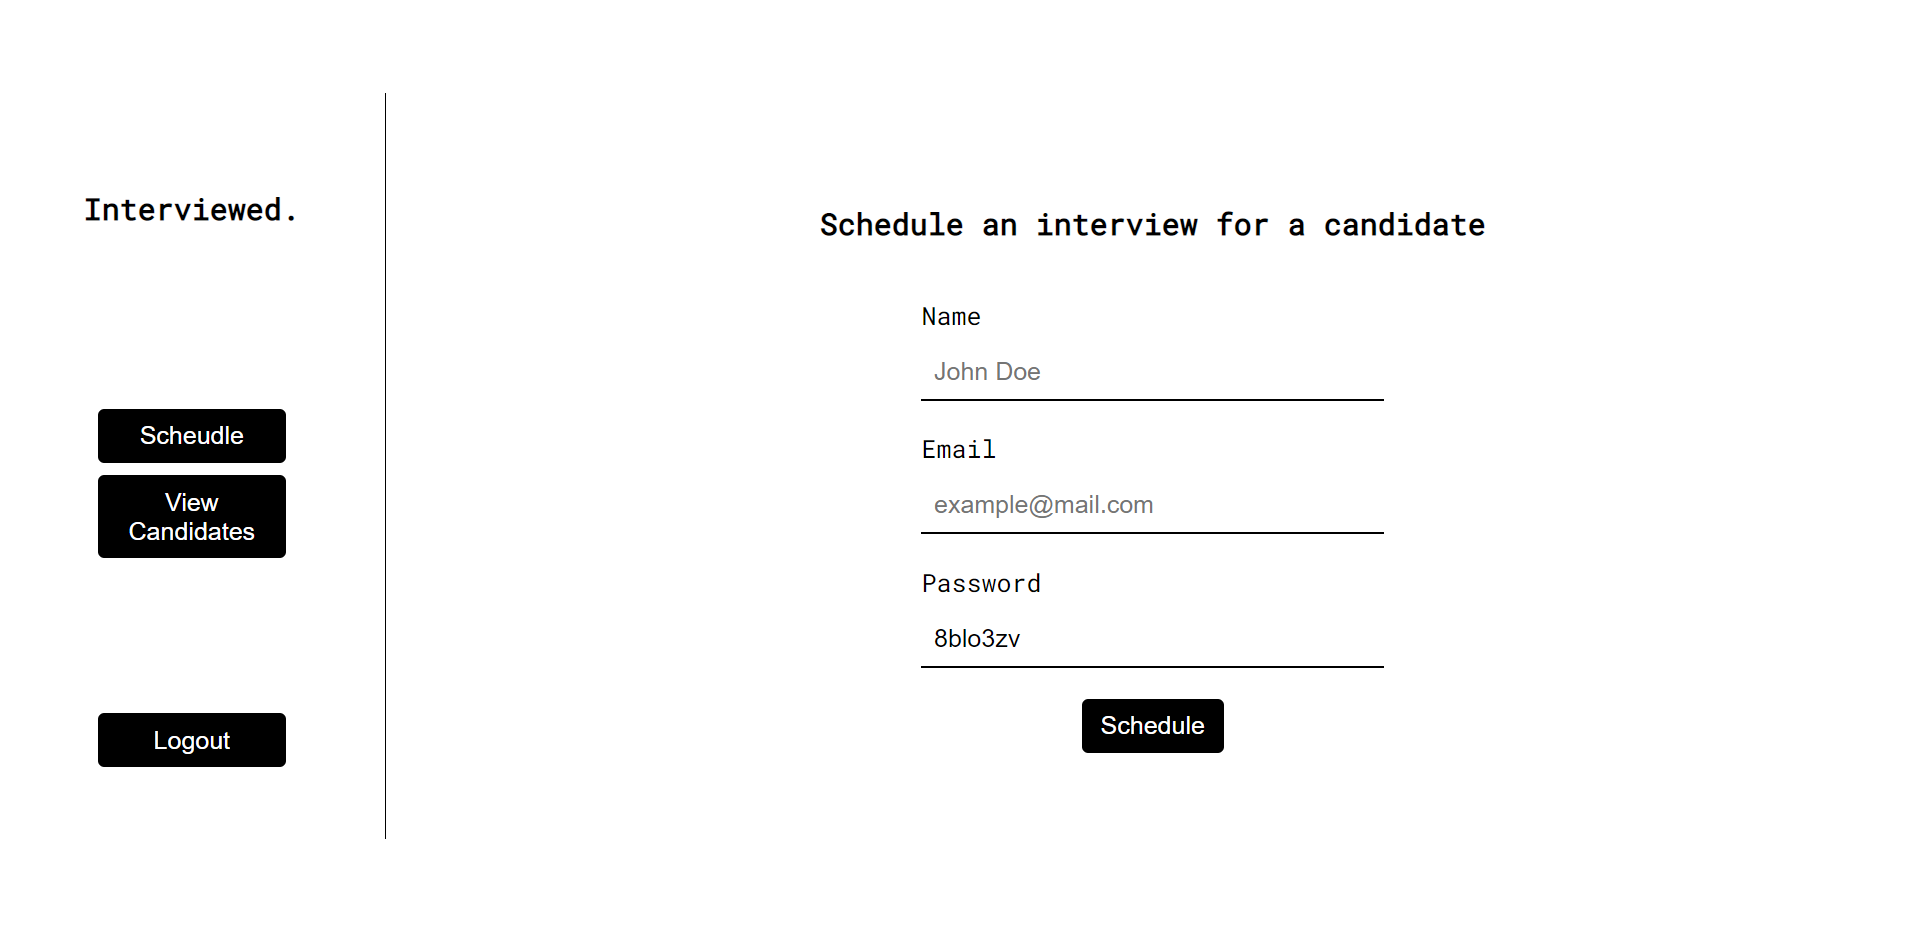 Interviewed.
Scheudle
View
Candidates
Logout
Schedule an interview for a candidate
Name
John Doe
Email
example@mail.com
Password
8blo3zv
Schedule